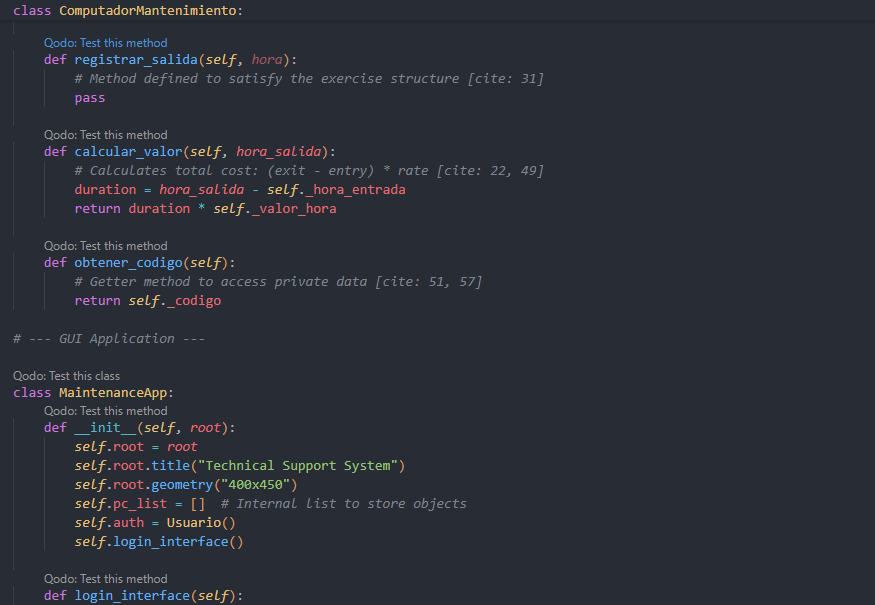 class ComputadorMantenimiento:
Qodo: Test this method
def registrar_salida(self, hora):
# Method defined to satisfy the exercise structure [cite: 31]
pass
Qodo: Test this method
def calcular_valor(self, hora_salida):
# Calculates total cost: (exit - entry) * rate [cite: 22, 49]
duration = hora_salida - self._hora_entrada
return duration * self._valor_hora
Qodo: Test this method
def obtener_codigo(self):
# Getter method to access private data [cite: 51, 57]
return self._codigo
# --- GUI Application ---
Qodo: Test this class
class MaintenanceApp:
Qodo: Test this method
def __init__(self, root):
self.root = root
self.root.title("Technical Support System")
self.root.geometry("400x450")
self.pc_list = []  # Internal list to store objects
self.auth = Usuario()
self.login_interface()
Qodo: Test this method
def login_interface(self):